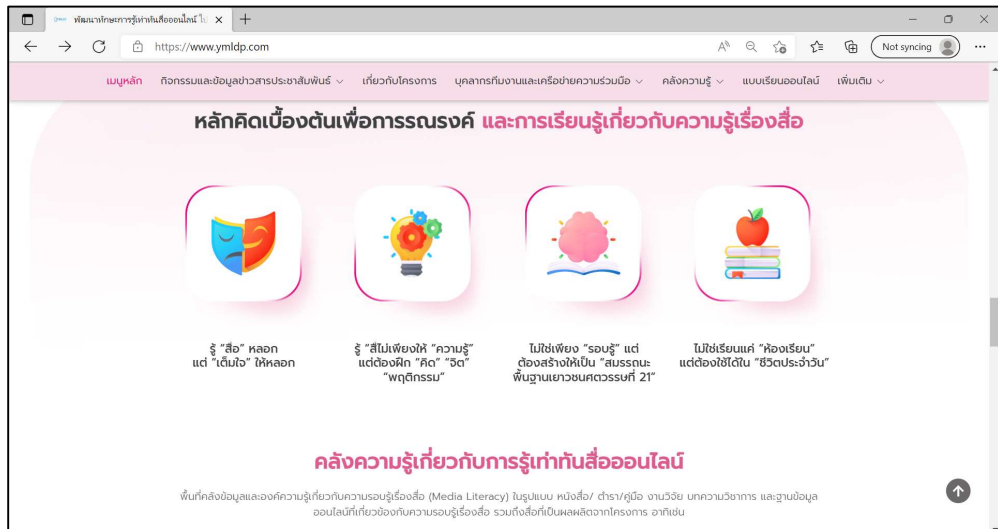 พัฒนาทักษะการรู้เท่าทันสื่อออนไลน์
https://www.ymldp.com
Not syncing
เมนูหลัก กิจกรรมและข้อมูลข่าวสารประชาสัมพันธ์ เกี่ยวกับโครงการ บุคลากรทีมงานและเครือข่ายความร่วมมือ คลังความรู้ แบบเรียนออนไลน์ เพิ่มเติม
หลักคิดเบื้องต้นเพื่อการรณรงค์ และการเรียนรู้เกี่ยวกับความรู้เรื่องสื่อ
รู้ "สื่อ" หลอก
แต่ "เต็มใจ" ให้หลอก
รู้ "สื่ไม่เพียงให้ "ความรู้"
แต่ต้องฝึก "คิด" "จิต"
"พฤติกรรม"
ไม่ใช่เพียง "รอบรู้" แต่
ต้องสร้างให้เป็น "สมรรถนะ
พื้นฐานเยาวชนศตวรรษที่ 21"
ไม่ใช่เรียนแค่ "ห้องเรียน"
แต่ต้องใช้ได้ใน "ชีวิตประจำวัน"
คลังความรู้เกี่ยวกับการรู้เท่าทันสื่อออนไลน์
พื้นที่คลังข้อมูลและองค์ความรู้เกี่ยวกับความรอบรู้เรื่องสื่อ (Media Literacy) ในรูปแบบ หนังสือ/ ตำรา/คู่มือ งานวิจัย บทความวิชาการ และฐานข้อมูล
ออนไลน์ที่เกี่ยวข้องกับความรอบรู้เรื่องสื่อ รวมถึงสื่อที่เป็นผลผลิตจากโครงการ อาทิเช่น